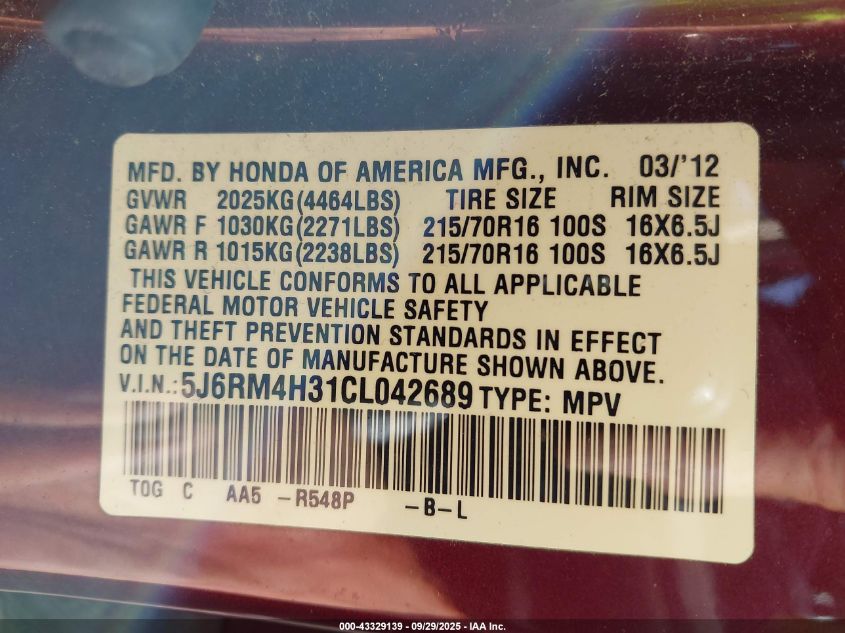 MFD. BY HONDA OF AMERICA MFG., INC. 03/'12
GVWR 2025KG(4464LBS) TIRE SIZE RIM SIZE
GAWR F 1030KG(2271LBS) 215/70R16 100S 16X6.5J
GAWR R 1015KG(2238LBS) 215/70R16 100S 16X6.5J
THIS VEHICLE CONFORMS TO ALL APPLICABLE
FEDERAL MOTOR VEHICLE SAFETY
AND THEFT PREVENTION STANDARDS IN EFFECT
ON THE DATE OF MANUFACTURE SHOWN ABOVE.
V.I.N.: 5J6RM4H31CL042689 TYPE: MPV
TOG C AA5 -R548P -B-L
000-43329139 - 09/29/2025 - IAA Inc.